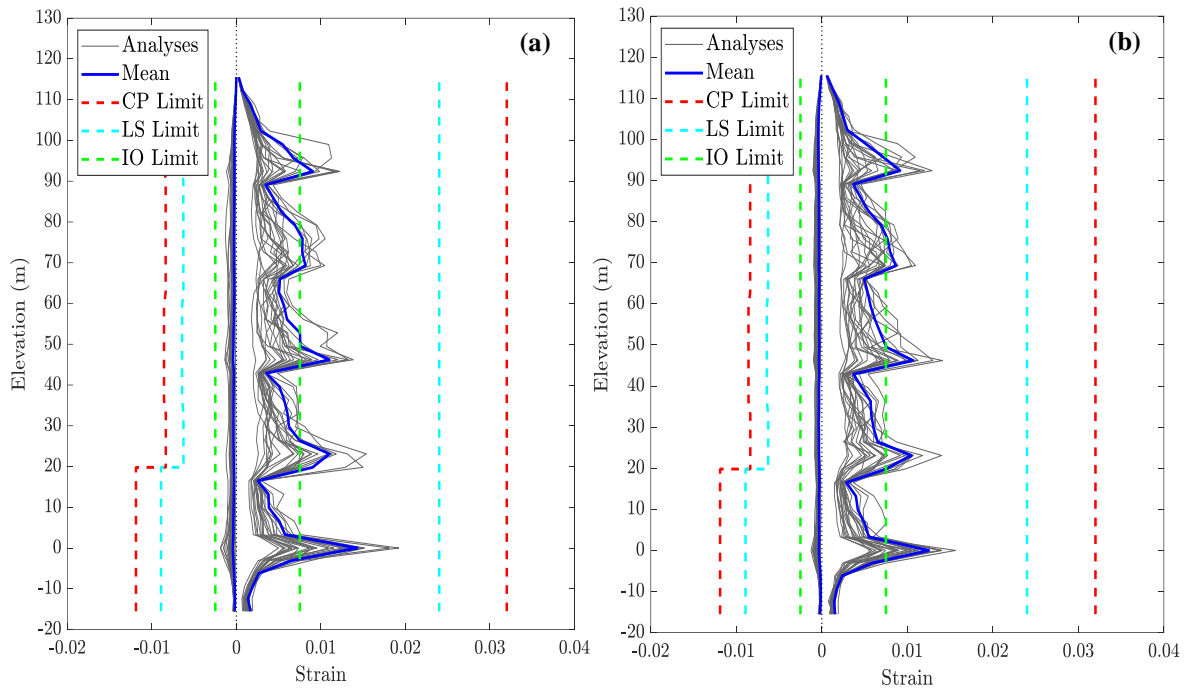 130
120
110
100
90
80
70
60
50
40
30
20
10
0
-10
-20
Elevation (m)
-0.02
-0.01
0
0.01
0.02
0.03
0.04
Strain
Analyses
Mean
CP Limit
LS Limit
IO Limit
(a)
130
120
110
100
90
80
70
60
50
40
30
20
10
0
-10
-20
Elevation (m)
-0.02
-0.01
0
0.01
0.02
0.03
0.04
Strain
Analyses
Mean
CP Limit
LS Limit
IO Limit
(b)